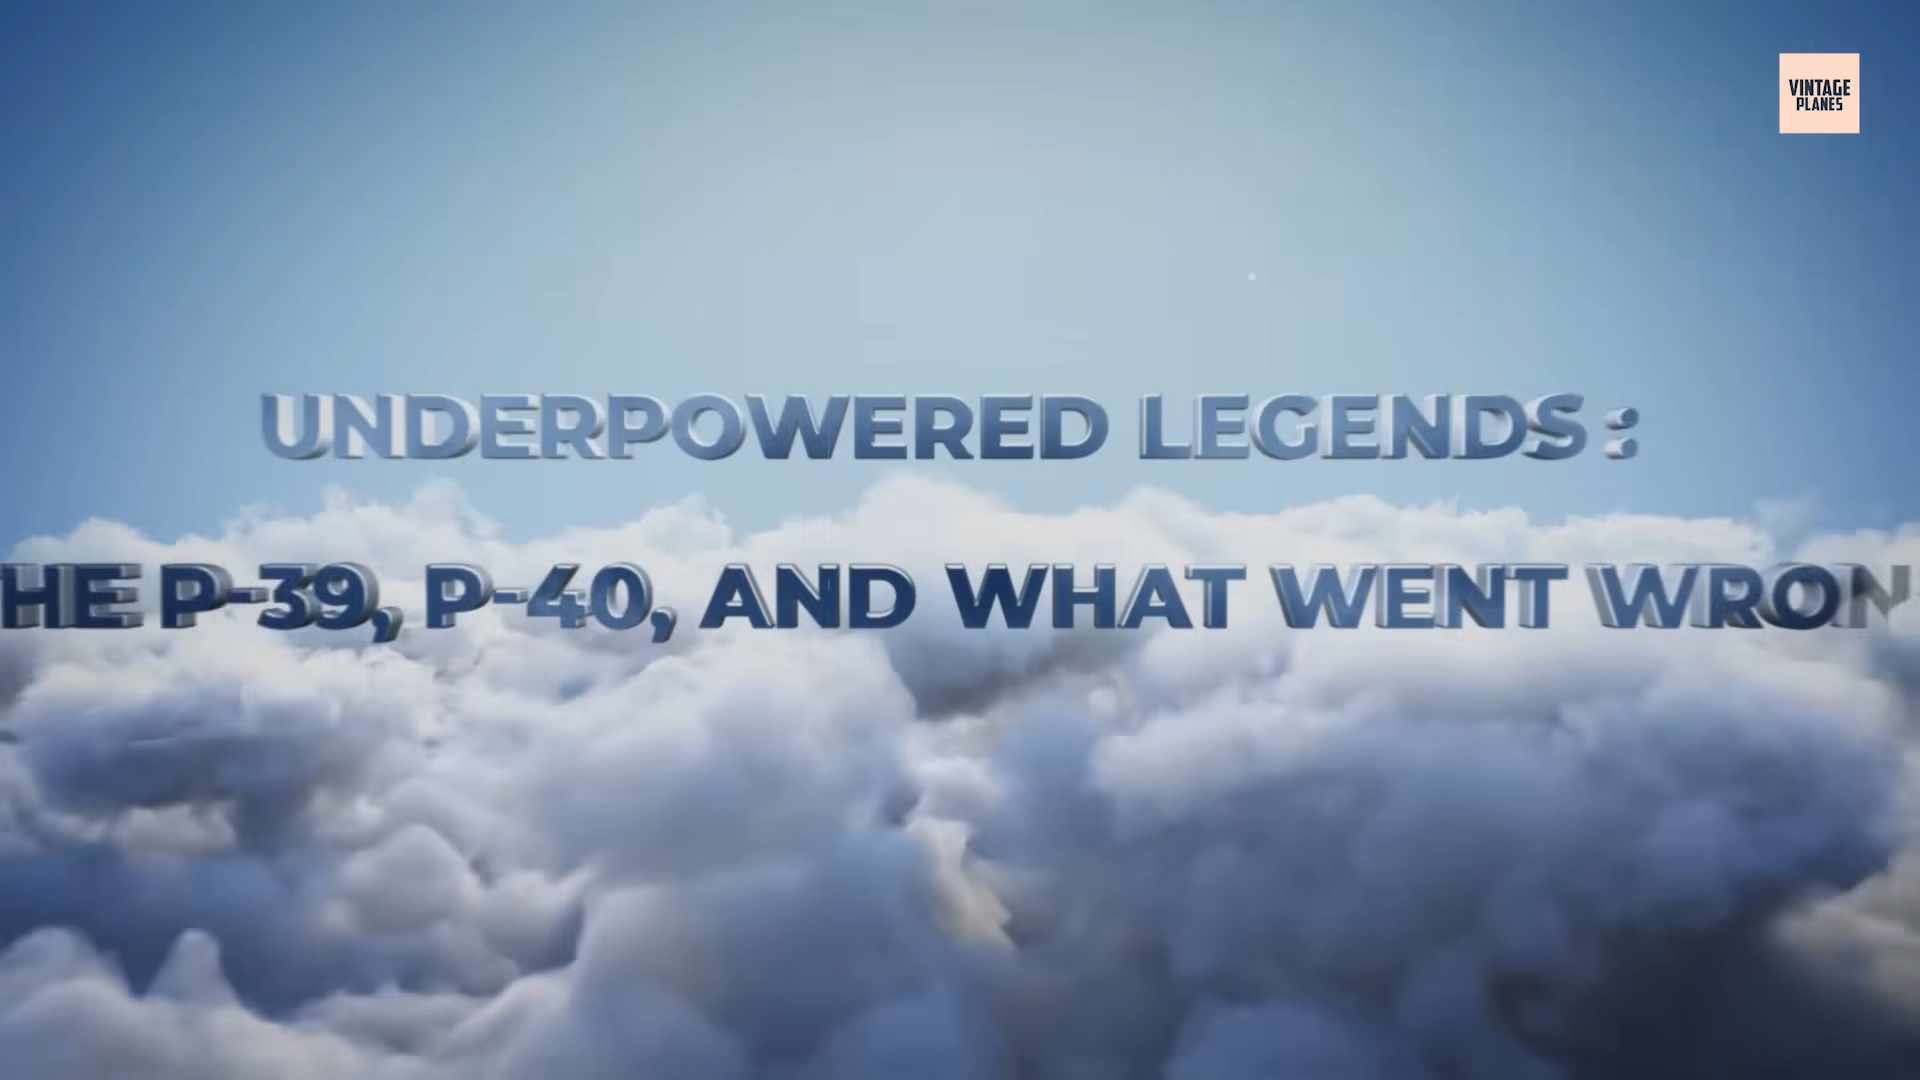 VINTAGE
PLANES
UNDERPOWERED LEGENDS :
HE P-39, P-40, AND WHAT WENT WRON